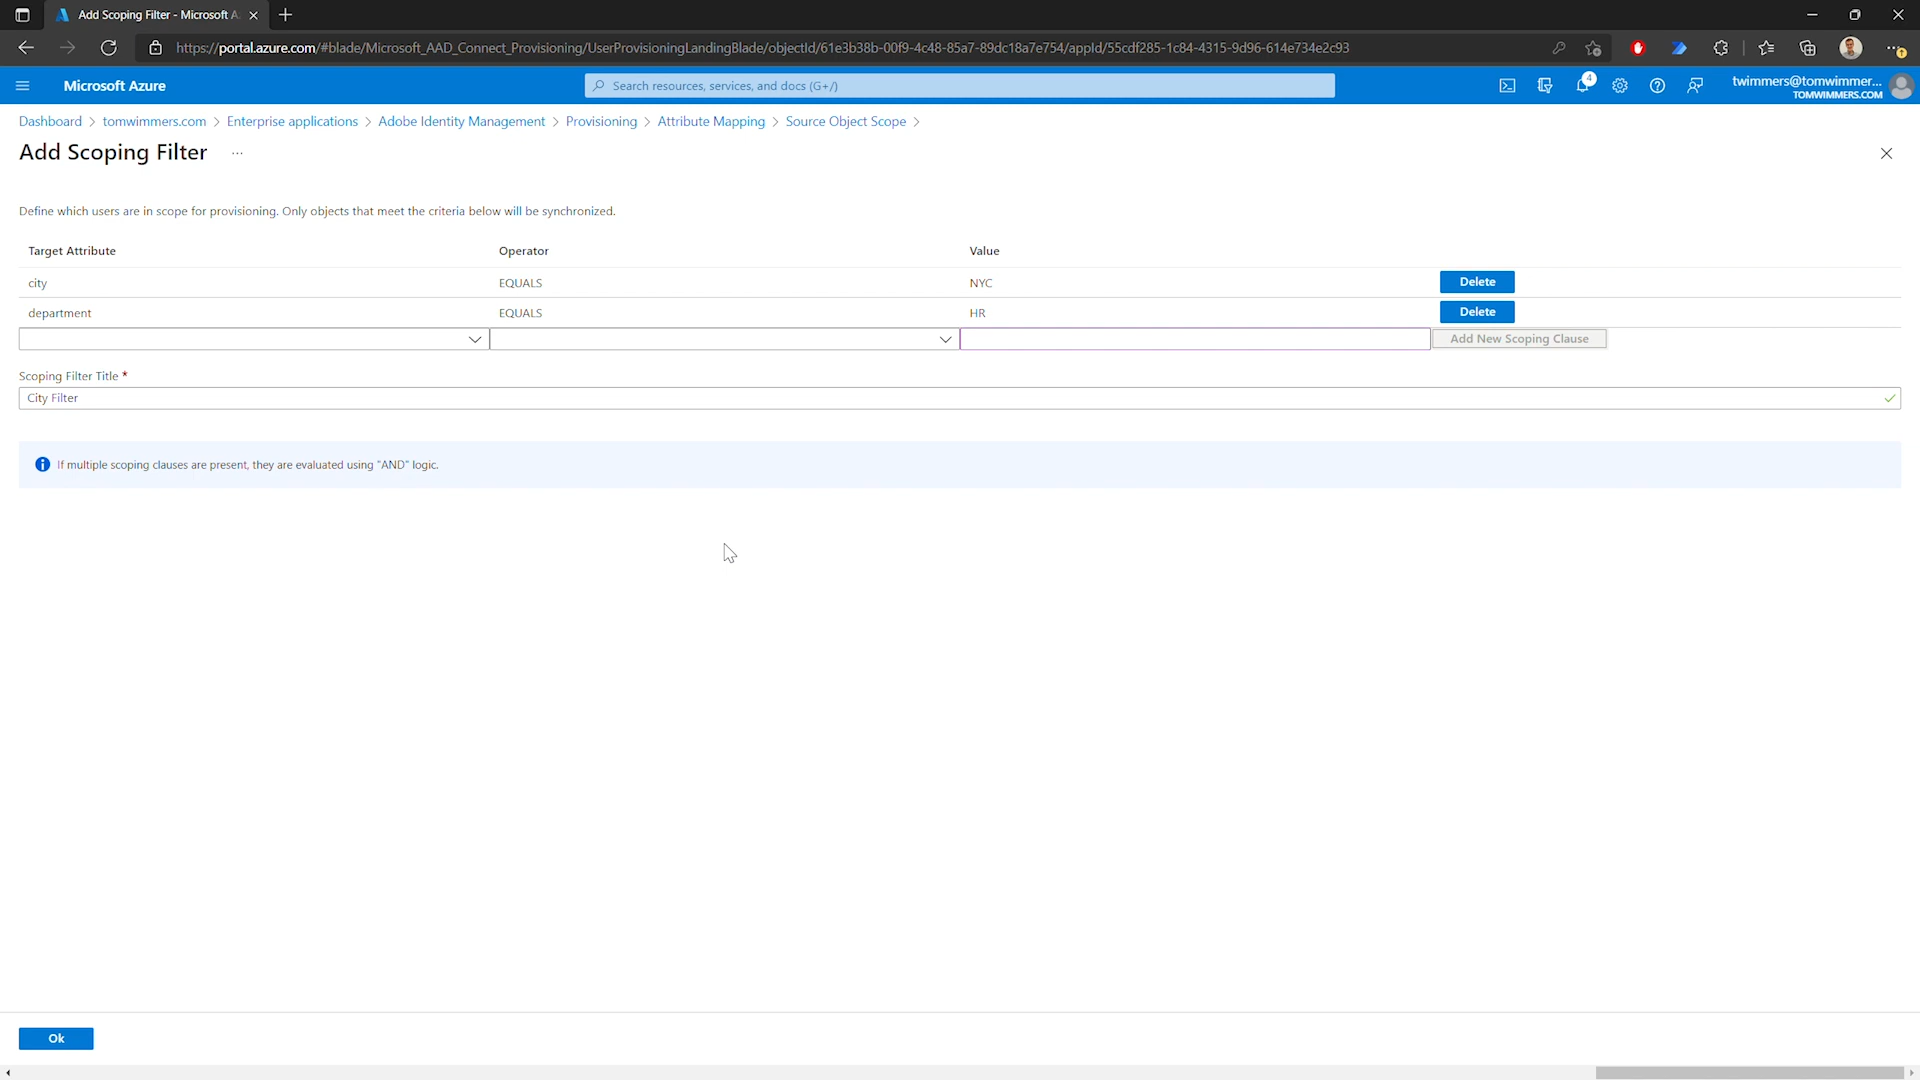 Add Scoping Filter - Microsoft A
https://portal.azure.com/#blade/Microsoft_AAD_Connect_Provisioning/UserProvisioningLandingBlade/objectId/61e3b38b-00f9-4c48-85a7-89dc18a7e754/appId/55cdf285-1c84-4315-9d96-614e734e2c93
Microsoft Azure
Search resources, services, and docs (G+/)
4
twimmers@tomwimmer...
TOMWIMMERS.COM
Dashboard > tomwimmers.com > Enterprise applications > Adobe Identity Management > Provisioning > Attribute Mapping > Source Object Scope >
Add Scoping Filter ...
Define which users are in scope for provisioning. Only objects that meet the criteria below will be synchronized.
Target Attribute Operator Value
city EQUALS NYC Delete
department EQUALS HR Delete
Add New Scoping Clause
Scoping Filter Title *
City Filter
If multiple scoping clauses are present, they are evaluated using "AND" logic.
Ok